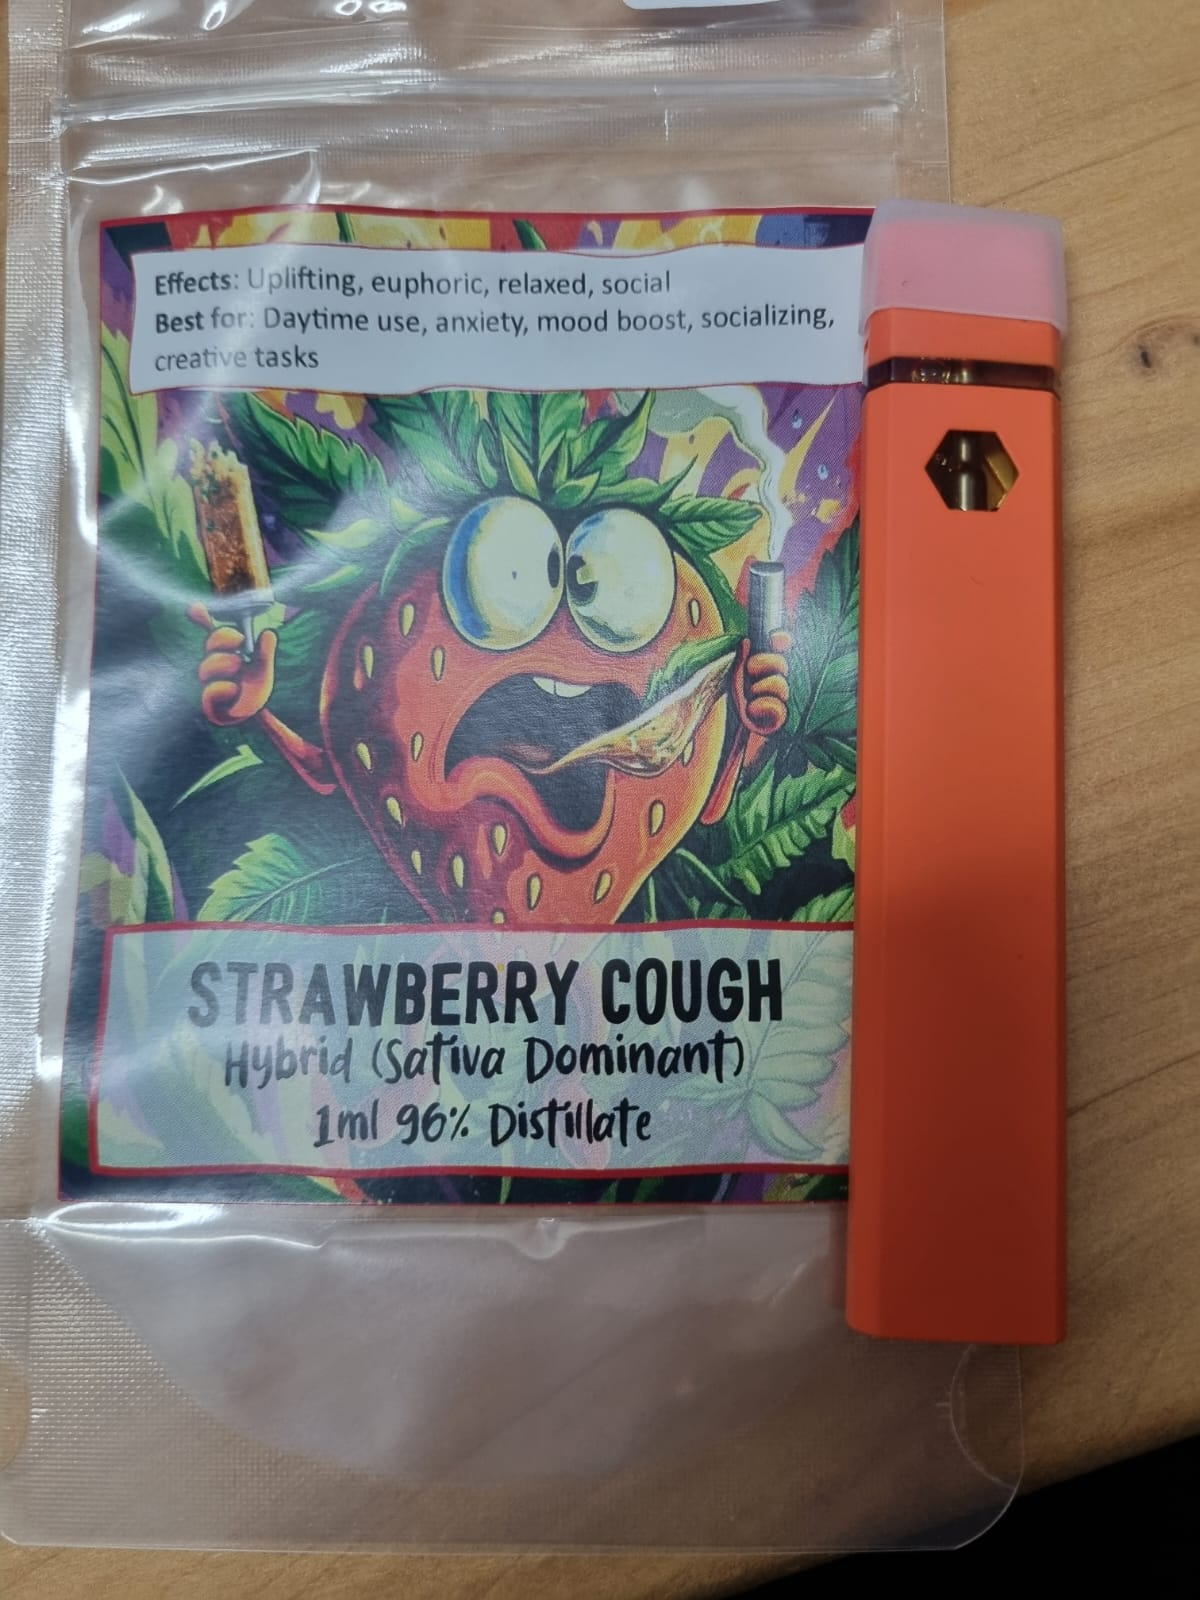 Effects: Uplifting, euphoric, relaxed, social
Best for: Daytime use, anxiety, mood boost, socializing,
creative tasks
STRAWBERRY COUGH
Hybrid (Sativa Dominant)
1ml 96% Distillate